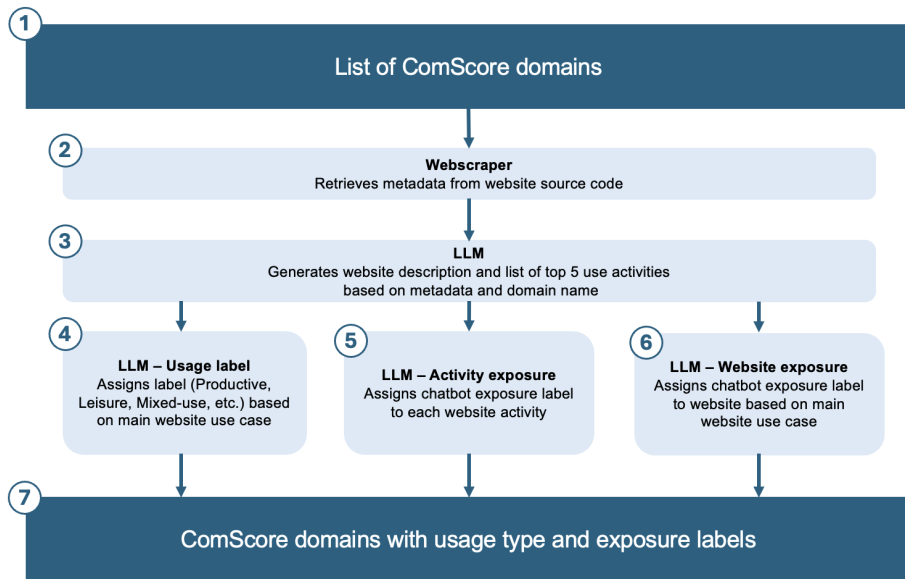 1
List of ComScore domains
2
Webscraper
Retrieves metadata from website source code
3
LLM
Generates website description and list of top 5 use activities
based on metadata and domain name
4
LLM – Usage label
Assigns label (Productive,
Leisure, Mixed-use, etc.) based
on main website use case
5
LLM – Activity exposure
Assigns chatbot exposure label
to each website activity
6
LLM – Website exposure
Assigns chatbot exposure label
to website based on main
website use case
7
ComScore domains with usage type and exposure labels